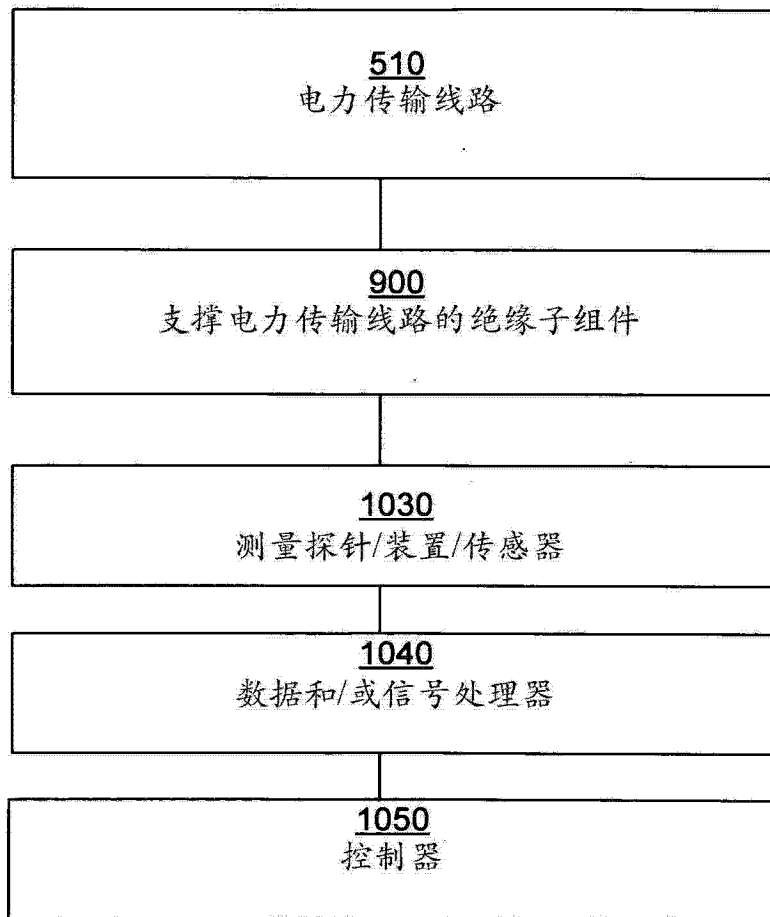 510
电力传输线路
900
支撑电力传输线路的绝缘子组件
1030
测量探针/装置/传感器
1040
数据和/或信号处理器
1050
控制器